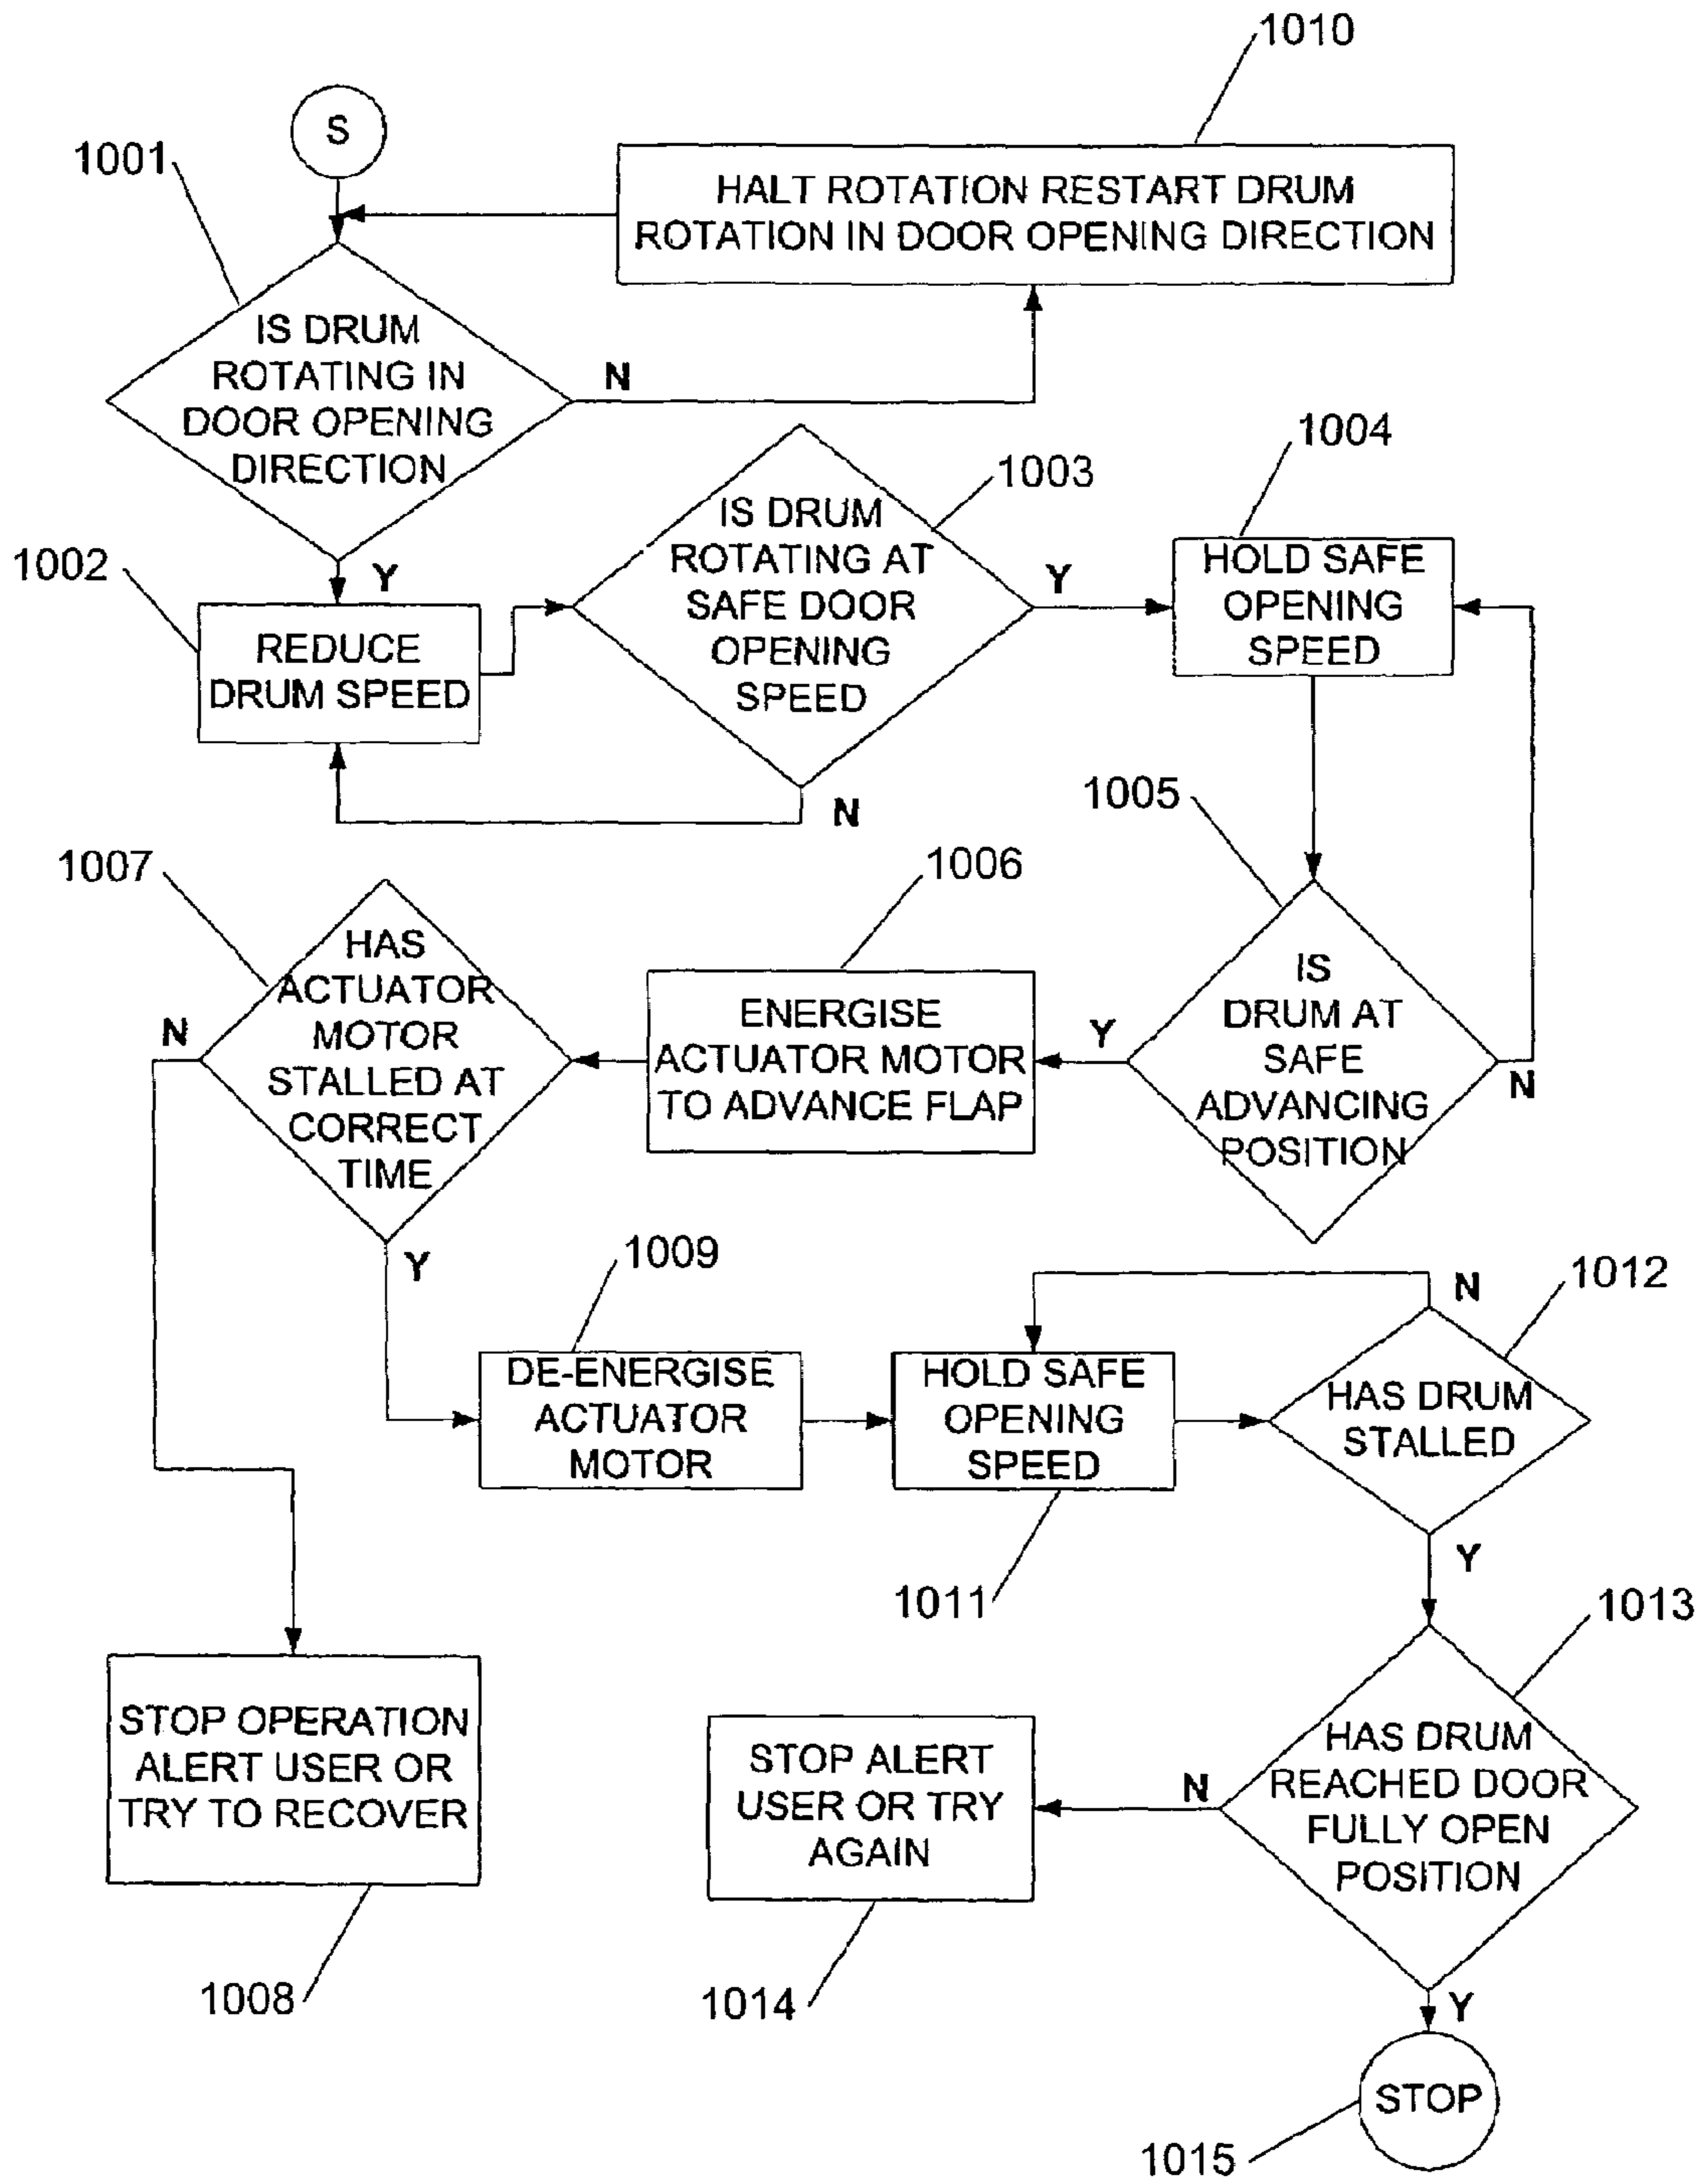 1010
S
1001
HALT ROTATION RESTART DRUM
ROTATION IN DOOR OPENING DIRECTION
IS DRUM
ROTATING IN
DOOR OPENING
DIRECTION
N
1004
1003
IS DRUM
ROTATING AT
SAFE DOOR
OPENING
SPEED
1002
Y
Y
HOLD SAFE
OPENING
SPEED
REDUCE
DRUM SPEED
N
1005
1007
1006
HAS
ACTUATOR
MOTOR
STALLED AT
CORRECT
TIME
N
ENERGISE
ACTUATOR MOTOR
TO ADVANCE FLAP
Y
IS
DRUM AT
SAFE
ADVANCING
POSITION
N
Y
1009
N
1012
DE-ENERGISE
ACTUATOR
MOTOR
HOLD SAFE
OPENING
SPEED
HAS DRUM
STALLED
Y
1011
1013
STOP OPERATION
ALERT USER OR
TRY TO RECOVER
STOP ALERT
USER OR TRY
AGAIN
N
HAS DRUM
REACHED DOOR
FULLY OPEN
POSITION
1008
1014
Y
STOP
1015